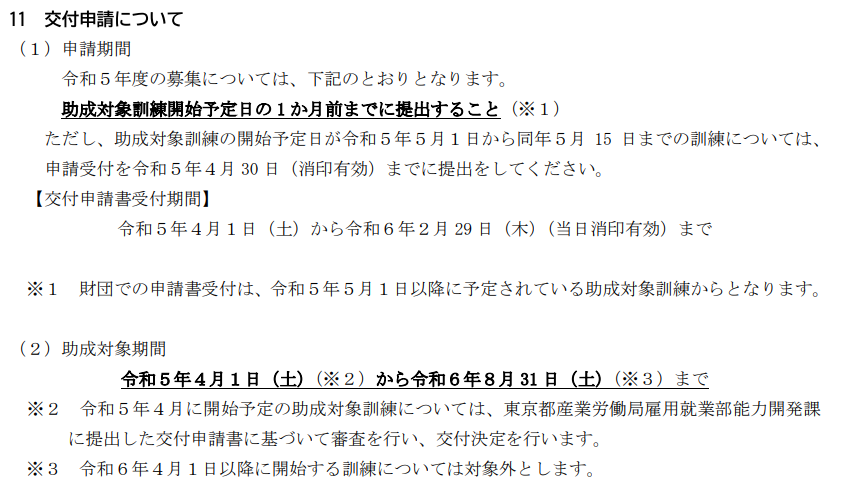 11　交付申請について
（１）申請期間
令和５年度の募集については、下記のとおりとなります。
助成対象訓練開始予定日の１か月前までに提出すること（※１）
ただし、助成対象訓練の開始予定日が令和５年５月１日から同年５月 15 日までの訓練については、
申請受付を令和５年４月 30 日（消印有効）までに提出をしてください。
【交付申請書受付期間】
令和５年４月１日（土）から令和６年２月 29 日（木）（当日消印有効）まで
※１　財団での申請書受付は、令和５年５月１日以降に予定されている助成対象訓練からとなります。
（２）助成対象期間
令和５年４月１日（土）（※２）から令和６年８月 31 日（土）（※３）まで
※２　令和５年４月に開始予定の助成対象訓練については、東京都産業労働局雇用就業部能力開発課
に提出した交付申請書に基づいて審査を行い、交付決定を行います。
※３　令和６年４月１日以降に開始する訓練については対象外とします。